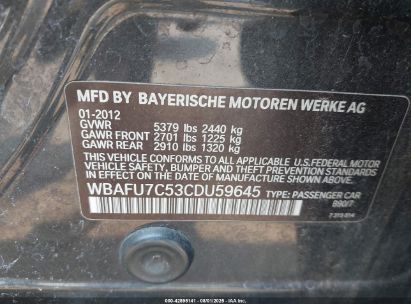 MFD BY BAYERISCHE MOTOREN WERKE AG
01-2012
GVWR 5379 lbs 2440 kg
GAWR FRONT 2701 lbs 1225 kg
GAWR REAR 2910 lbs 1320 kg
THIS VEHICLE CONFORMS TO ALL APPLICABLE U.S. FEDERAL MOTOR
VEHICLE SAFETY, BUMPER, AND THEFT PREVENTION STANDARDS
IN EFFECT ON THE DATE OF MANUFACTURE SHOWN ABOVE.
WBAFU7C53CDU59645 TYPE: PASSENGER CAR